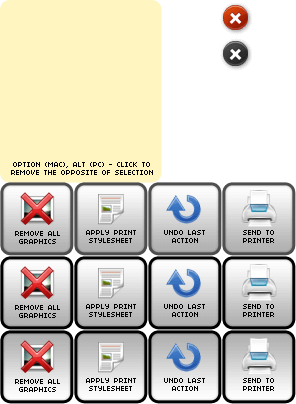 OPTION (MAC), ALT (PC) - CLICK TO
REMOVE THE OPPOSITE OF SELECTION
REMOVE ALL
GRAPHICS
APPLY PRINT
STYLESHEET
UNDO LAST
ACTION
SEND TO
PRINTER
REMOVE ALL
GRAPHICS
APPLY PRINT
STYLESHEET
UNDO LAST
ACTION
SEND TO
PRINTER
REMOVE ALL
GRAPHICS
APPLY PRINT
STYLESHEET
UNDO LAST
ACTION
SEND TO
PRINTER